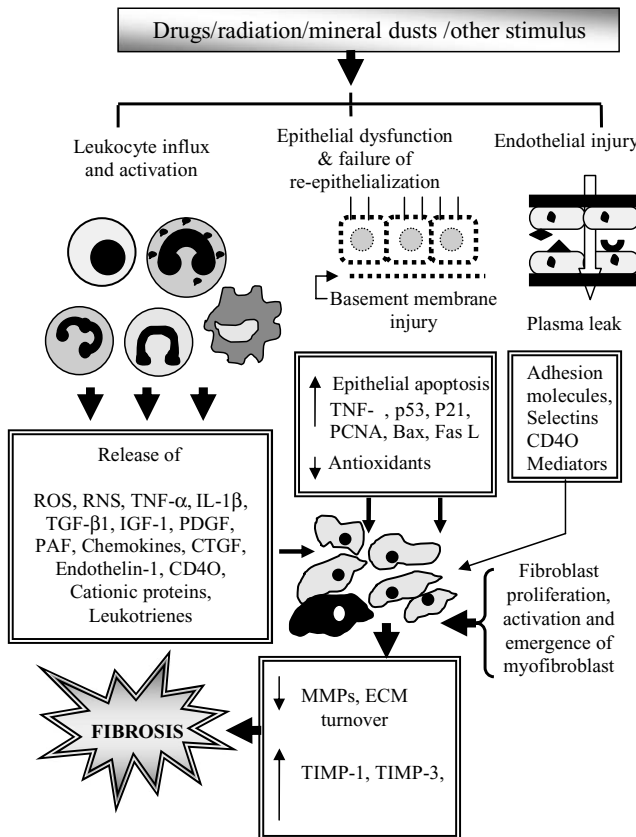 Drugs/radiation/mineral dusts /other stimulus
Leukocyte influx
and activation
Epithelial dysfunction
& failure of
re-epithelialization
Endothelial injury
Basement membrane
injury
Plasma leak
Epithelial apoptosis
TNF- , p53, P21,
PCNA, Bax, Fas L
Antioxidants
Adhesion
molecules,
Selectins
CD4O
Mediators
Release of
ROS, RNS, TNF-α, IL-1β,
TGF-β1, IGF-1, PDGF,
PAF, Chemokines, CTGF,
Endothelin-1, CD4O,
Cationic proteins,
Leukotrienes
Fibroblast
proliferation,
activation and
emergence of
myofibroblast
MMPs, ECM
turnover
TIMP-1, TIMP-3,
FIBROSIS